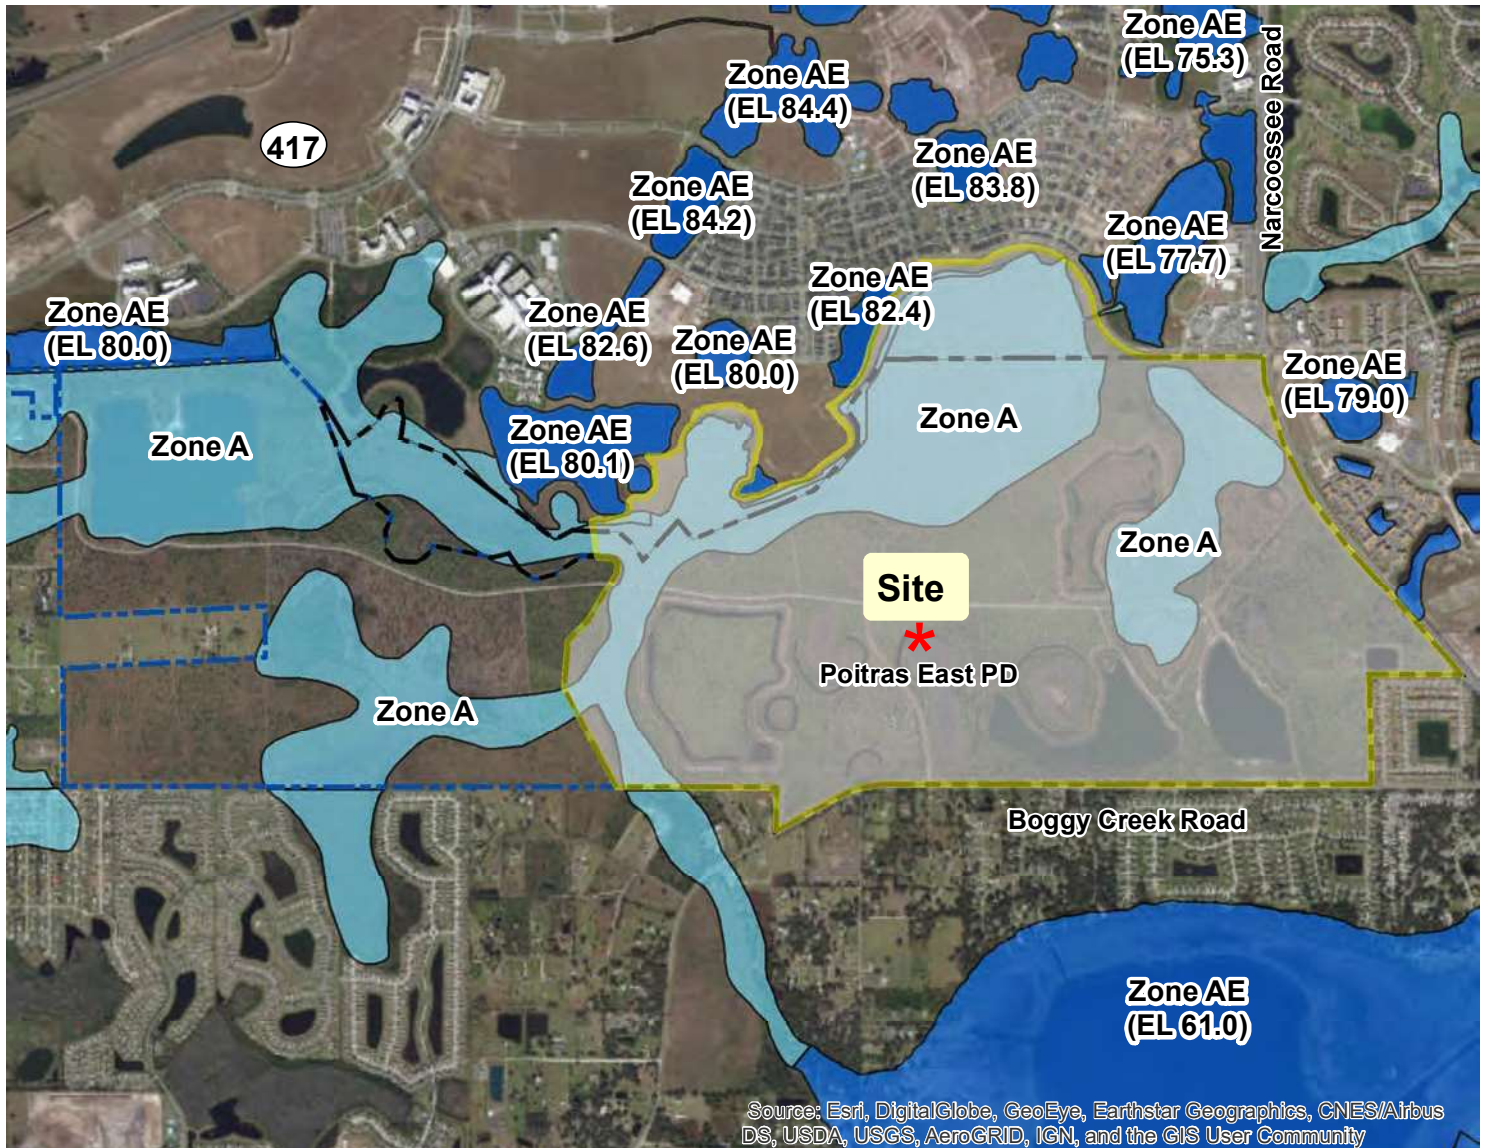 Zone AE
(EL 75.3)
Narcoossee Road
Zone AE
(EL 84.4)
417
Zone AE
(EL 83.8)
Zone AE
(EL 84.2)
Zone AE
(EL 77.7)
Zone AE
(EL 82.4)
Zone AE
(EL 80.0)
Zone AE
(EL 82.6)
Zone AE
(EL 80.0)
Zone AE
(EL 79.0)
Zone A
Zone AE
(EL 80.1)
Zone A
Zone A
Site
*
Poitras East PD
Zone A
Boggy Creek Road
Zone AE
(EL 61.0)
Source: Esri, DigitalGlobe, GeoEye, Earthstar Geographics, CNES/Airbus
DS, USDA, USGS, AeroGRID, IGN, and the GIS User Community